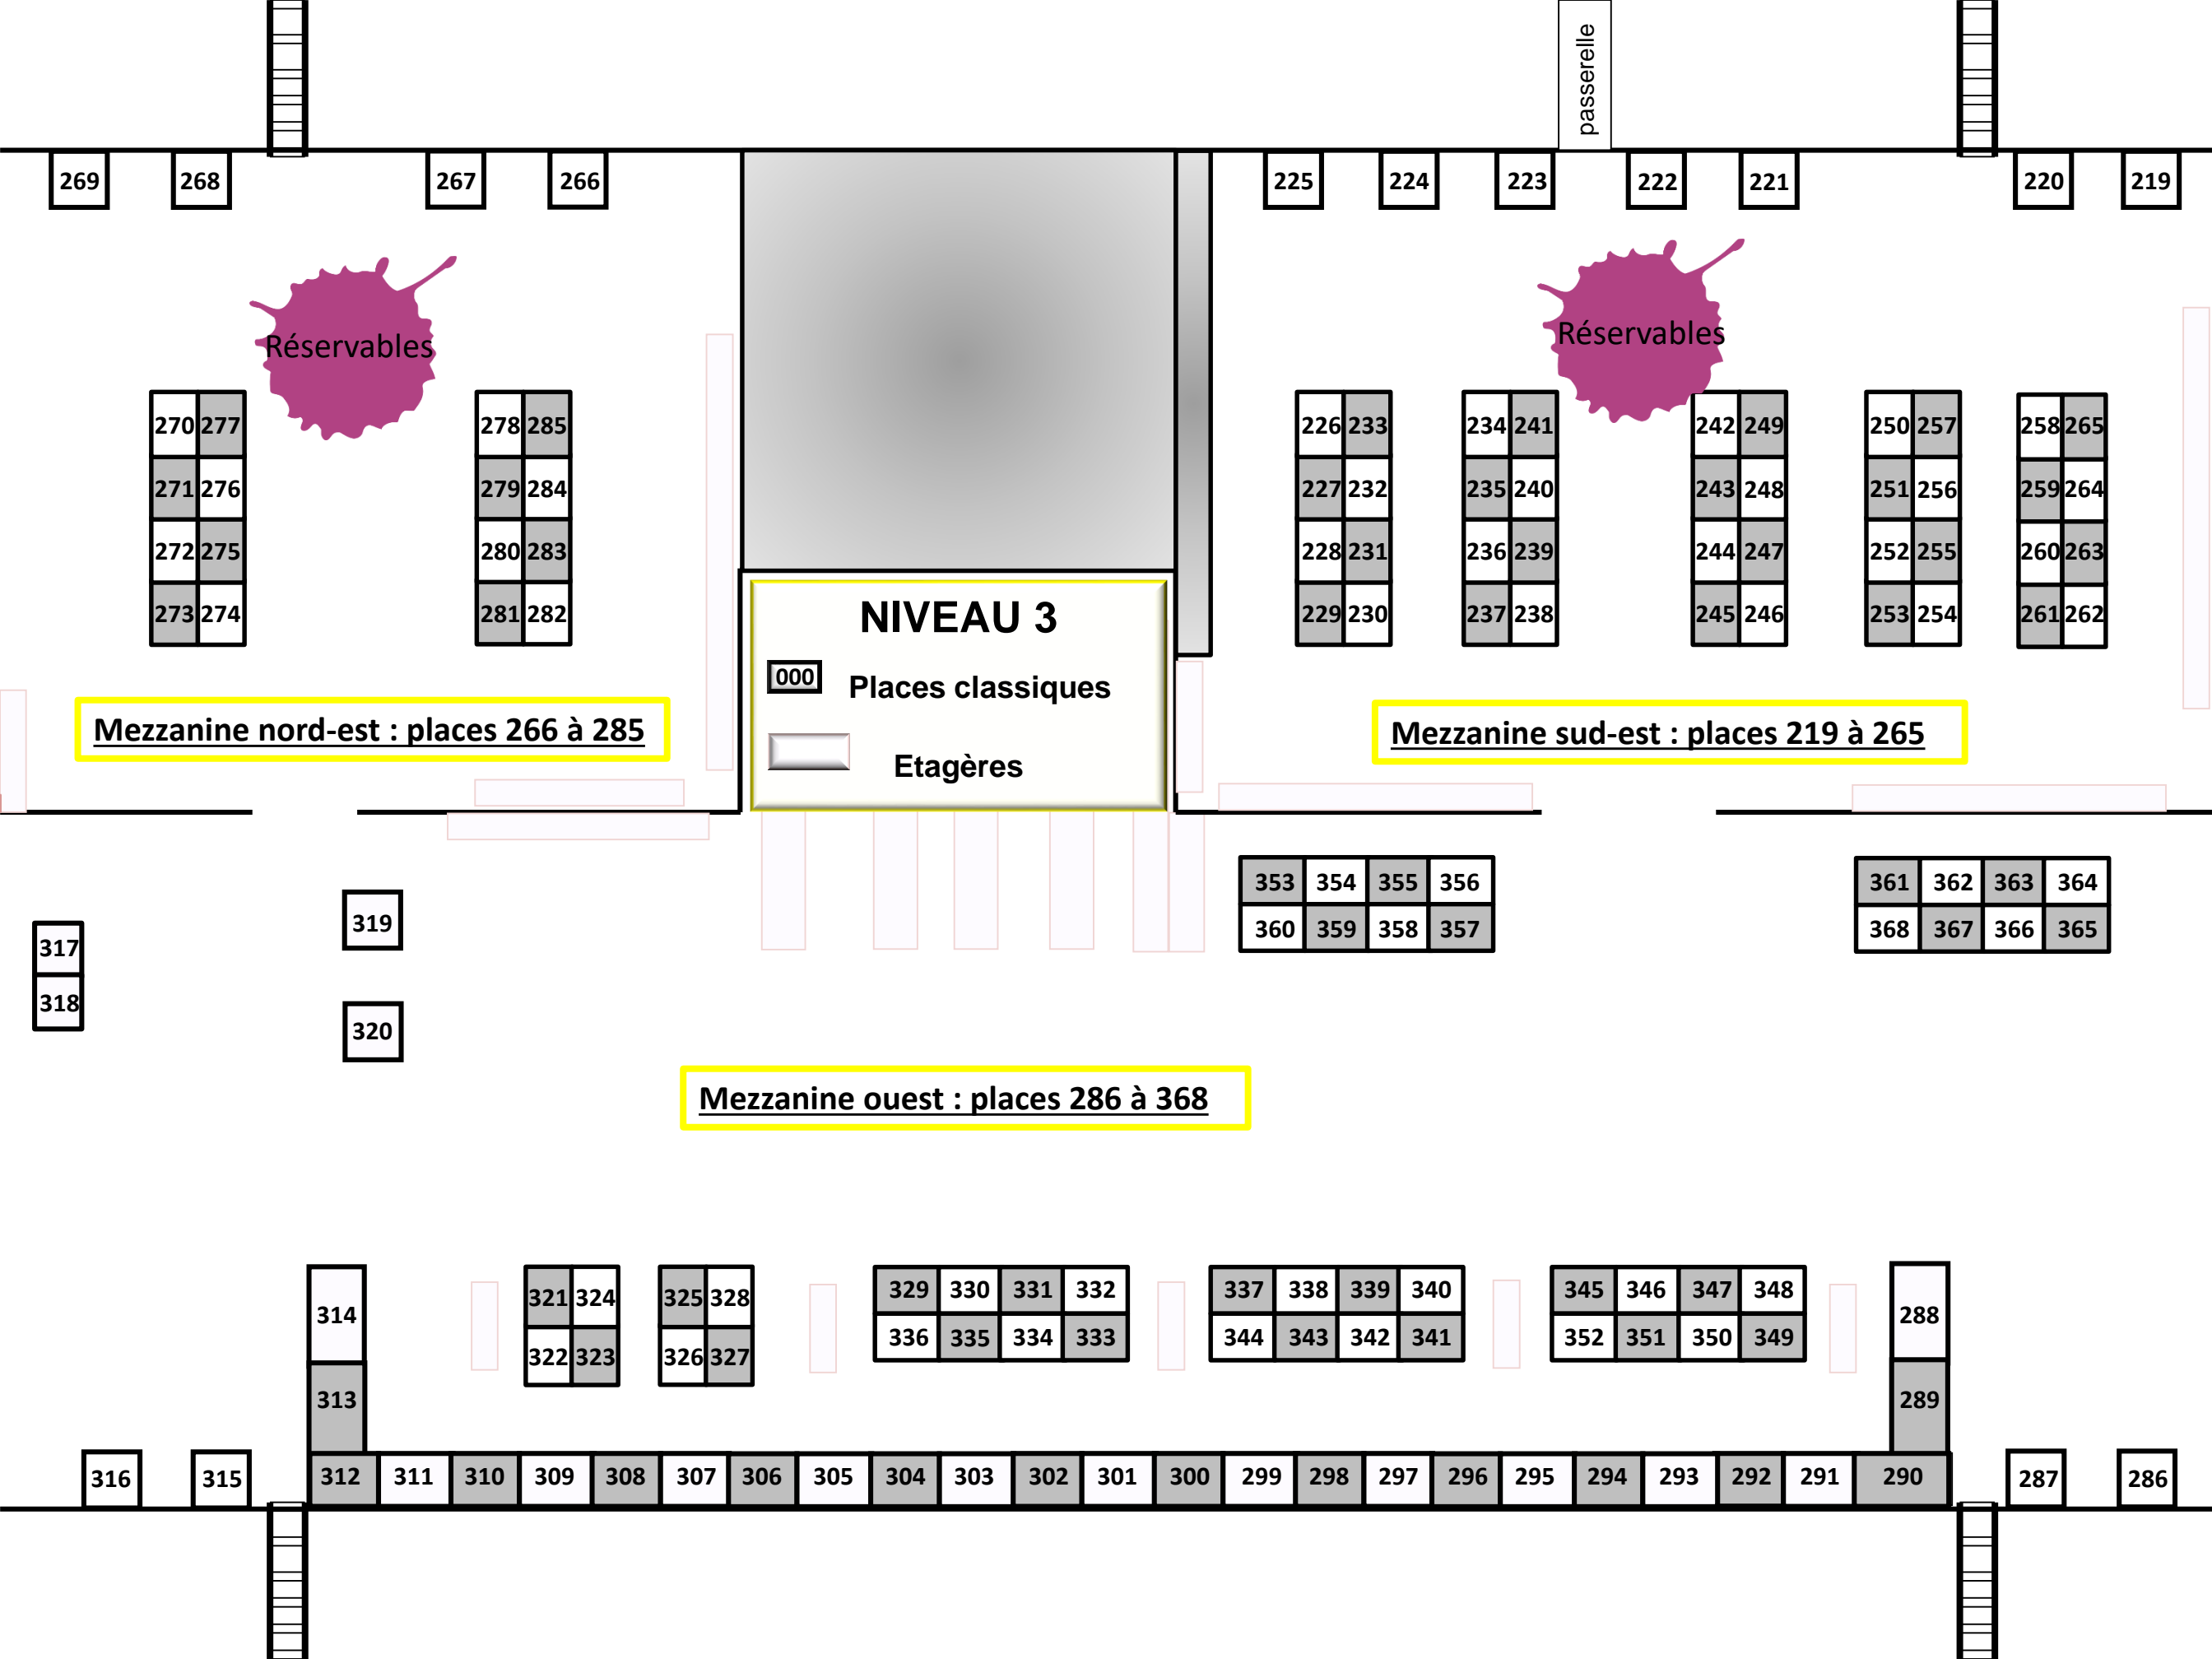 passerelle
269 268 267 266 225 224 223 222 221 220 219
Réservables Réservables
270 277 278 285 226 233 234 241 242 249 250 257 258 265
271 276 279 284 227 232 235 240 243 248 251 256 259 264
272 275 280 283 228 231 236 239 244 247 252 255 260 263
273 274 281 282 229 230 237 238 245 246 253 254 261 262
NIVEAU 3
000 Places classiques
Etagères
Mezzanine nord-est : places 266 à 285
Mezzanine sud-est : places 219 à 265
353 354 355 356 361 362 363 364
360 359 358 357 368 367 366 365
317 319
318 320
Mezzanine ouest : places 286 à 368
314 321 324 325 328 329 330 331 332 337 338 339 340 345 346 347 348 288
322 323 326 327 336 335 334 333 344 343 342 341 352 351 350 349
313 289
316 315 312 311 310 309 308 307 306 305 304 303 302 301 300 299 298 297 296 295 294 293 292 291 290 287 286